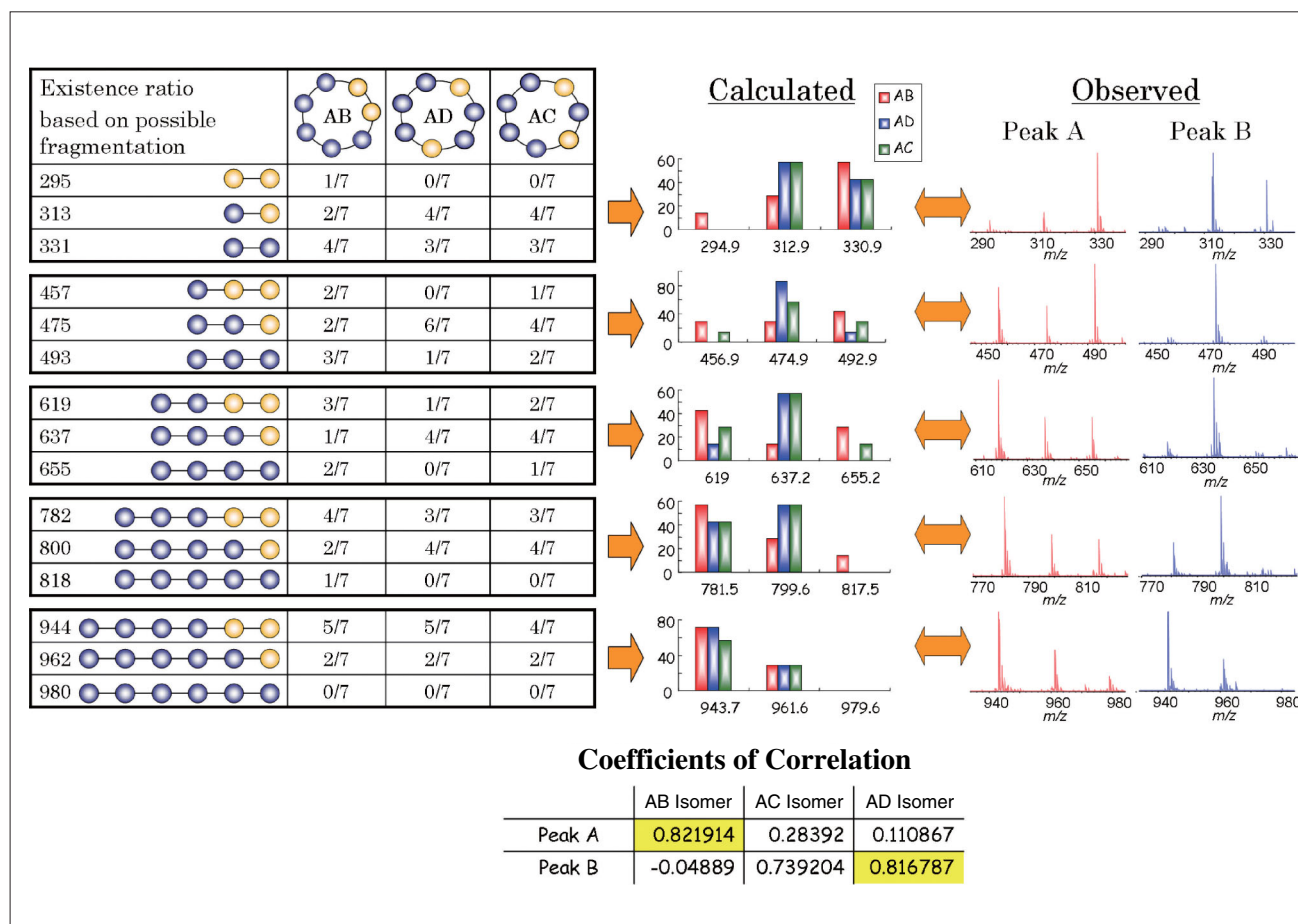 Existence ratio
based on possible
fragmentation
AB
AD
AC
295 1/7 0/7 0/7
313 2/7 4/7 4/7
331 4/7 3/7 3/7
457 2/7 0/7 1/7
475 2/7 6/7 4/7
493 3/7 1/7 2/7
619 3/7 1/7 2/7
637 1/7 4/7 4/7
655 2/7 0/7 1/7
782 4/7 3/7 3/7
800 2/7 4/7 4/7
818 1/7 0/7 0/7
944 5/7 5/7 4/7
962 2/7 2/7 2/7
980 0/7 0/7 0/7
Calculated
AB
AD
AC
60
40
20
0
294.9 312.9 330.9
80
40
0
456.9 474.9 492.9
60
40
20
0
619 637.2 655.2
60
40
20
0
781.5 799.6 817.5
80
40
0
943.7 961.6 979.6
Observed
Peak A Peak B
290 310 330
m/z
290 310 330
m/z
450 470 490
m/z
450 470 490
m/z
610 630 650
m/z
610 630 650
m/z
770 790 810
m/z
770 790 810
m/z
940 960 980
m/z
940 960 980
m/z
Coefficients of Correlation
AB Isomer AC Isomer AD Isomer
Peak A 0.821914 0.28392 0.110867
Peak B -0.04889 0.739204 0.816787